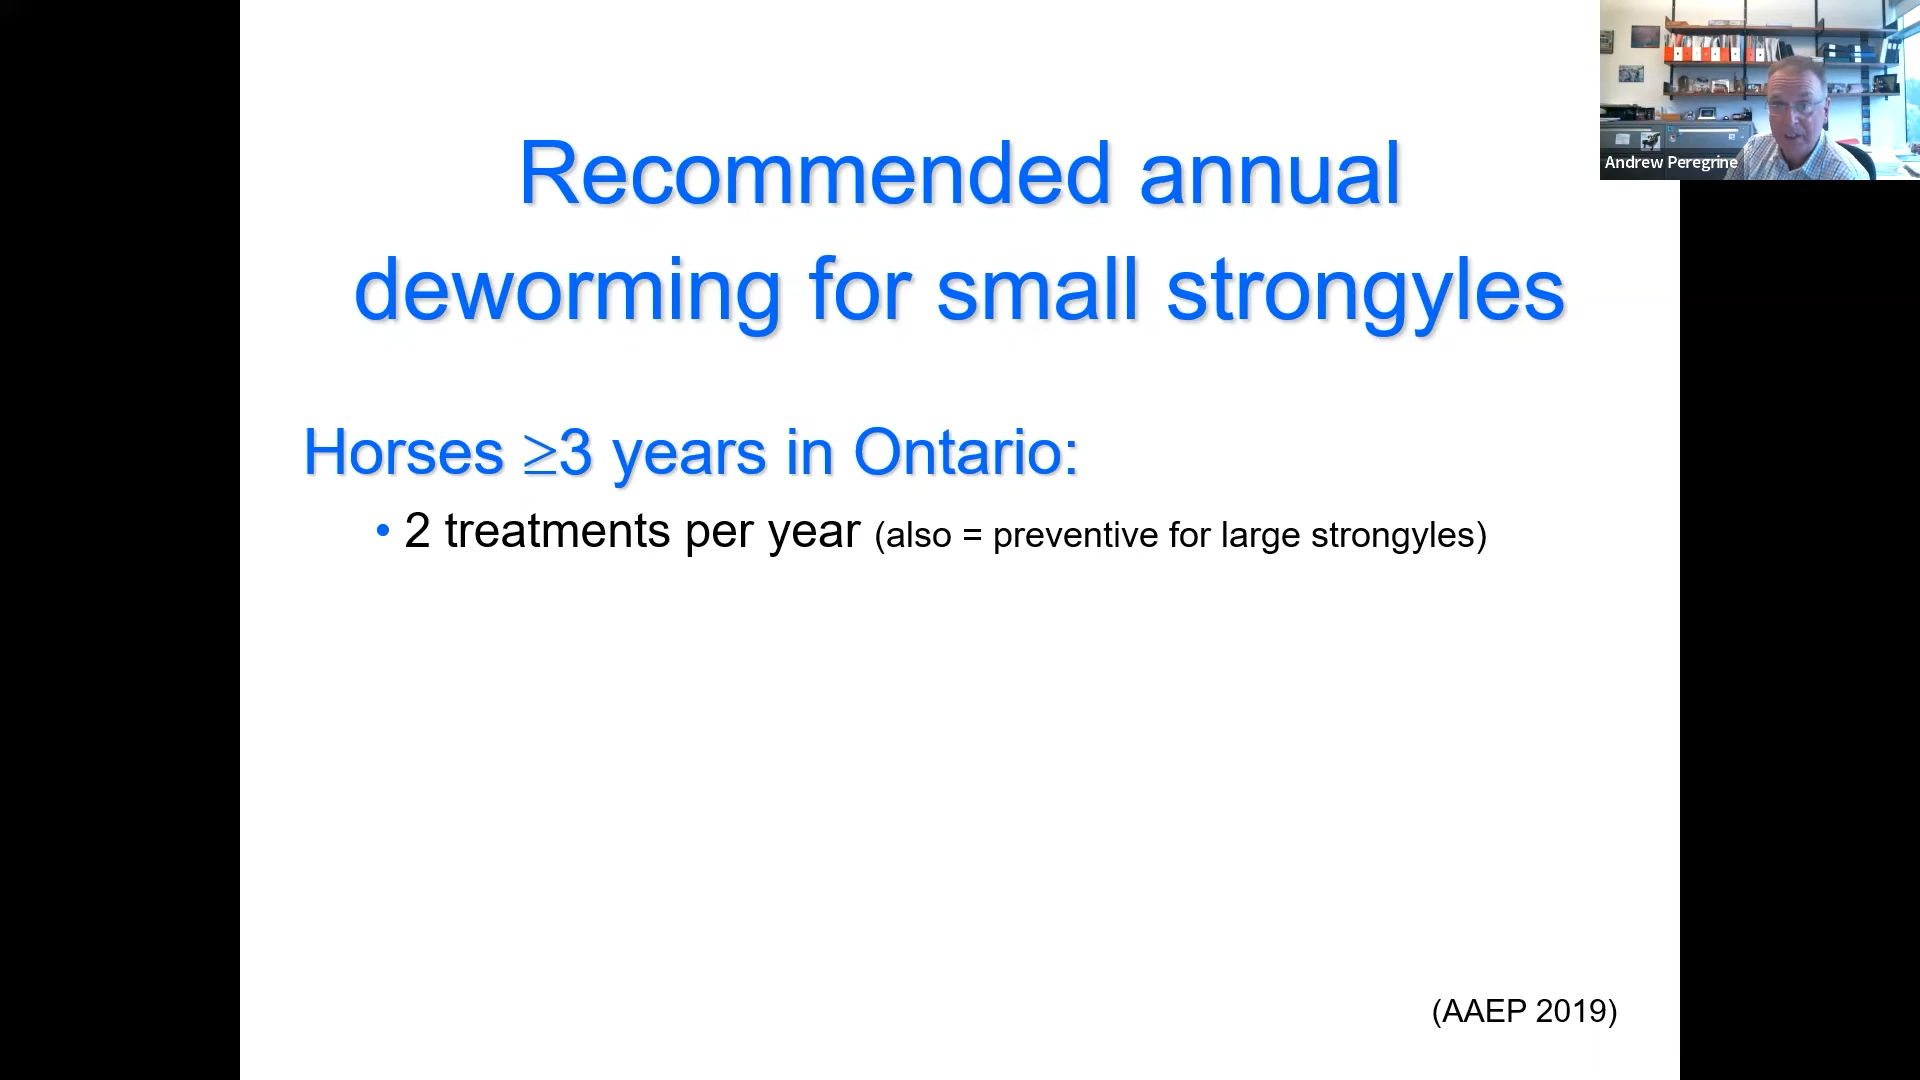 Recommended annual
deworming for small strongyles
Andrew Peregrine
Horses ≥3 years in Ontario:
• 2 treatments per year (also = preventive for large strongyles)
(AAEP 2019)